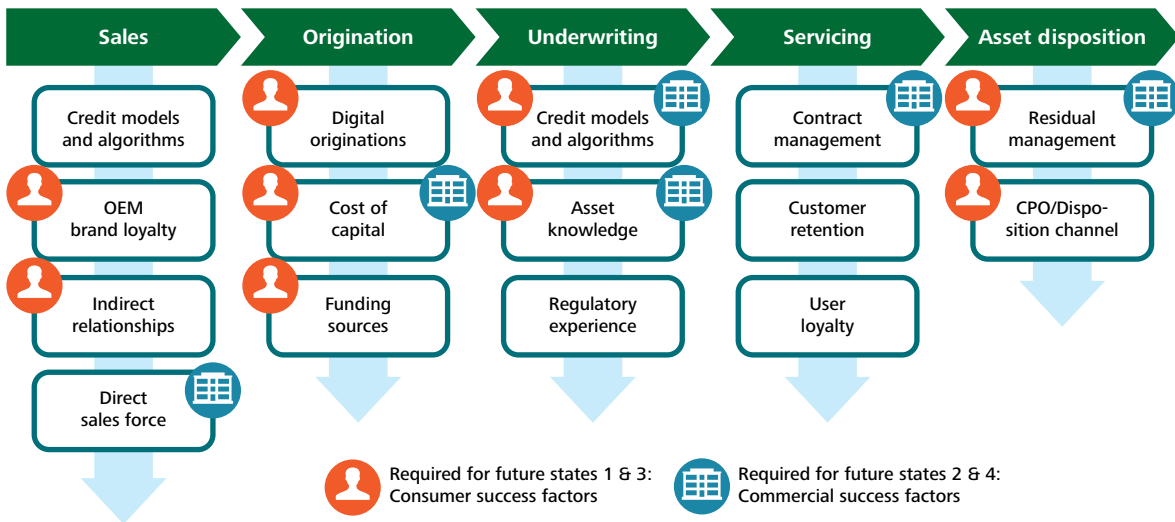 Sales
Origination
Underwriting
Servicing
Asset disposition
Credit models
and algorithms
OEM
brand loyalty
Indirect
relationships
Direct
sales force
Digital
originations
Cost of
capital
Funding
sources
Credit models
and algorithms
Asset
knowledge
Regulatory
experience
Contract
management
Customer
retention
User
loyalty
Residual
management
CPO/Dispo-
sition channel
Required for future states 1 & 3:
Consumer success factors
Required for future states 2 & 4:
Commercial success factors